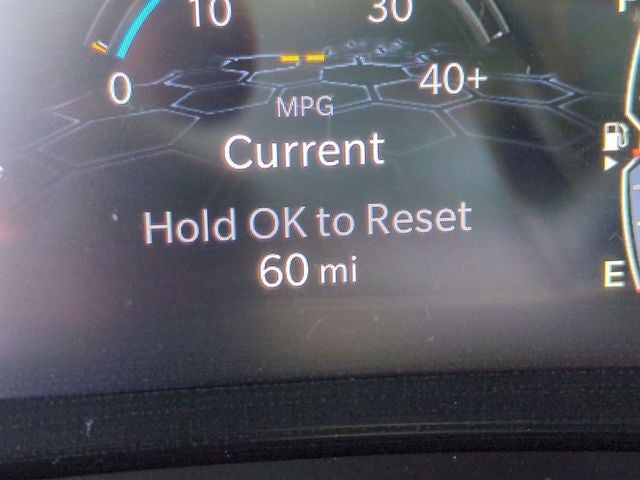 10 30
0 40+
-- MPG
Current
Hold OK to Reset
60 mi
E